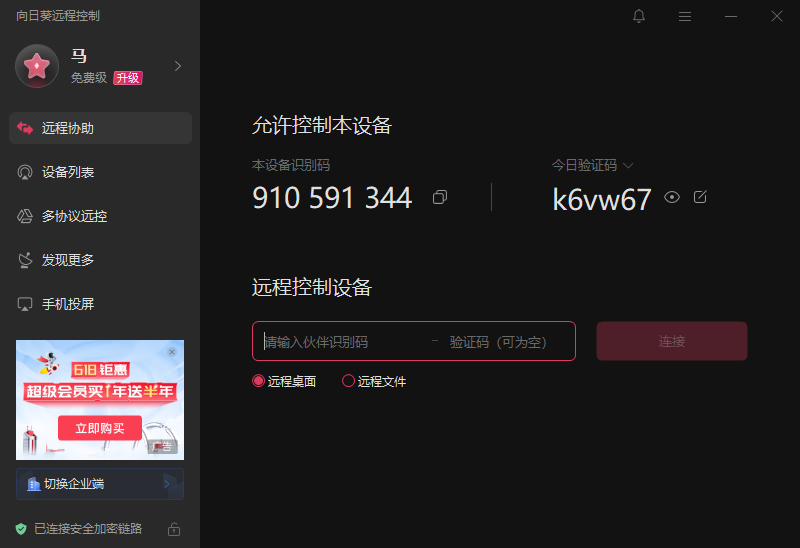 向日葵远程控制
马
免费级 升级
远程协助
设备列表
多协议远控
发现更多
手机投屏
618 钜惠
超级会员买1年送半年
立即购买
广告
切换企业端
已连接安全加密链路
允许控制本设备
本设备识别码
910 591 344
今日验证码
k6vw67
远程控制设备
请输入伙伴识别码 - 验证码（可为空）
连接
远程桌面 远程文件